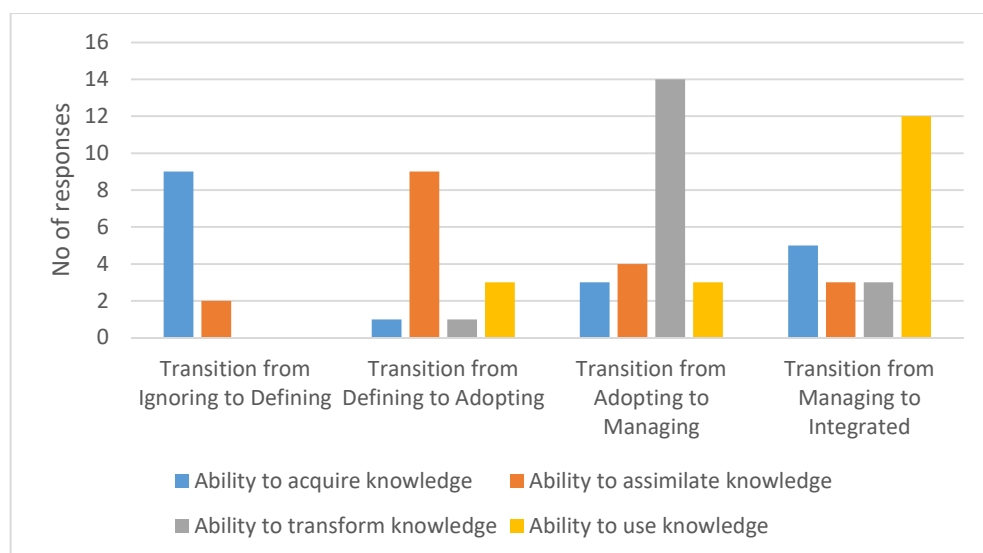 16
14
12
10
8
6
4
2
0
No of responses
Transition from
Ignoring to Defining
Transition from
Defining to Adopting
Transition from
Adopting to
Managing
Transition from
Managing to
Integrated
Ability to acquire knowledge
Ability to assimilate knowledge
Ability to transform knowledge
Ability to use knowledge